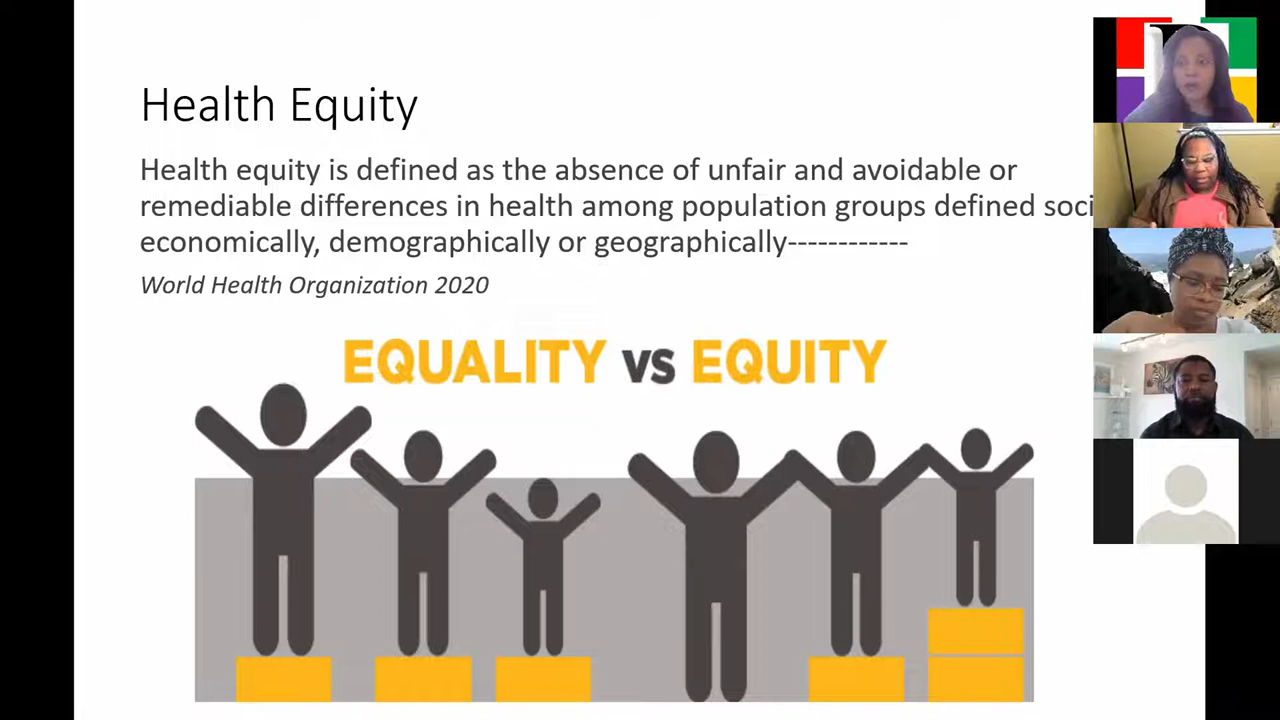 Health Equity
Health equity is defined as the absence of unfair and avoidable or
remediable differences in health among population groups defined soci
economically, demographically or geographically------------
World Health Organization 2020
EQUALITY VS EQUITY